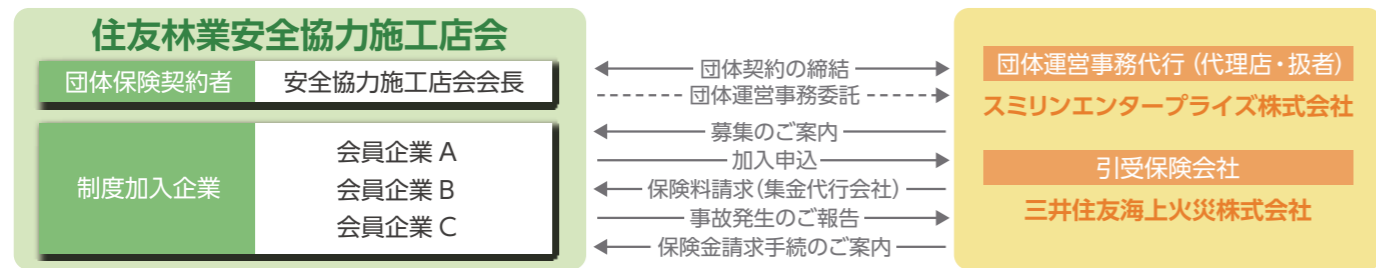 住友林業安全協力施工店会
団体保険契約者
安全協力施工店会会長
制度加入企業
会員企業 A
会員企業 B
会員企業 C
団体契約の締結
団体運営事務委託
募集のご案内
加入申込
保険料請求(集金代行会社)
事故発生のご報告
保険金請求手続のご案内
団体運営事務代行(代理店・扱者)
スミリンエンタープライズ株式会社
引受保険会社
三井住友海上火災株式会社